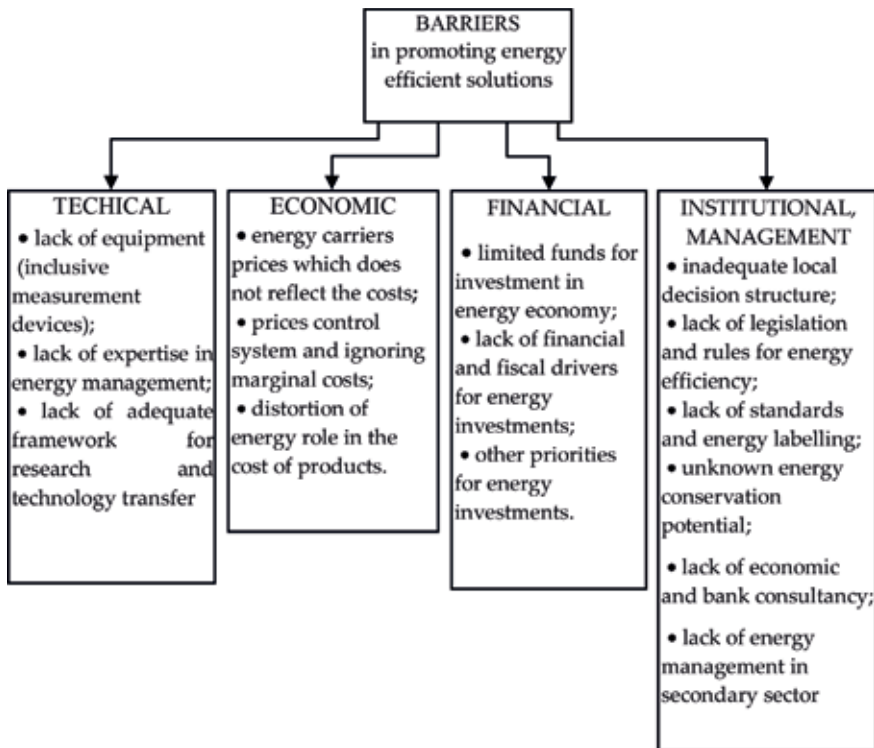 BARRIERS
in promoting energy
efficient solutions
TECHICAL
• lack of equipment
(inclusive
measurement
devices);
• lack of expertise in
energy management;
• lack of adequate
framework for
research and
technology transfer
ECONOMIC
• energy carriers
prices which does
not reflect the costs;
• prices control
system and ignoring
marginal costs;
• distortion of
energy role in the
cost of products.
FINANCIAL
• limited funds for
investment in
energy economy;
• lack of financial
and fiscal drivers
for energy
investments;
• other priorities
for energy
investments.
INSTITUTIONAL,
MANAGEMENT
• inadequate local
decision structure;
• lack of legislation
and rules for energy
efficiency;
• lack of standards
and energy labelling;
• unknown energy
conservation
potential;
• lack of economic
and bank consultancy;
• lack of energy
management in
secondary sector